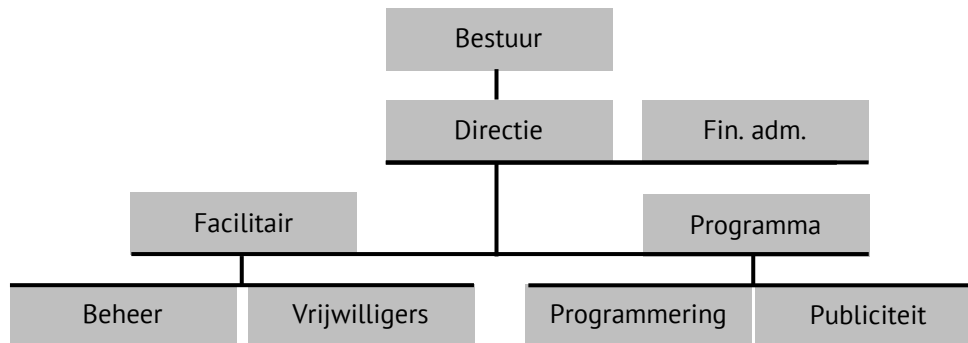 Bestuur
Directie
Fin. adm.
Facilitair
Programma
Beheer
Vrijwilligers
Programmering
Publiciteit